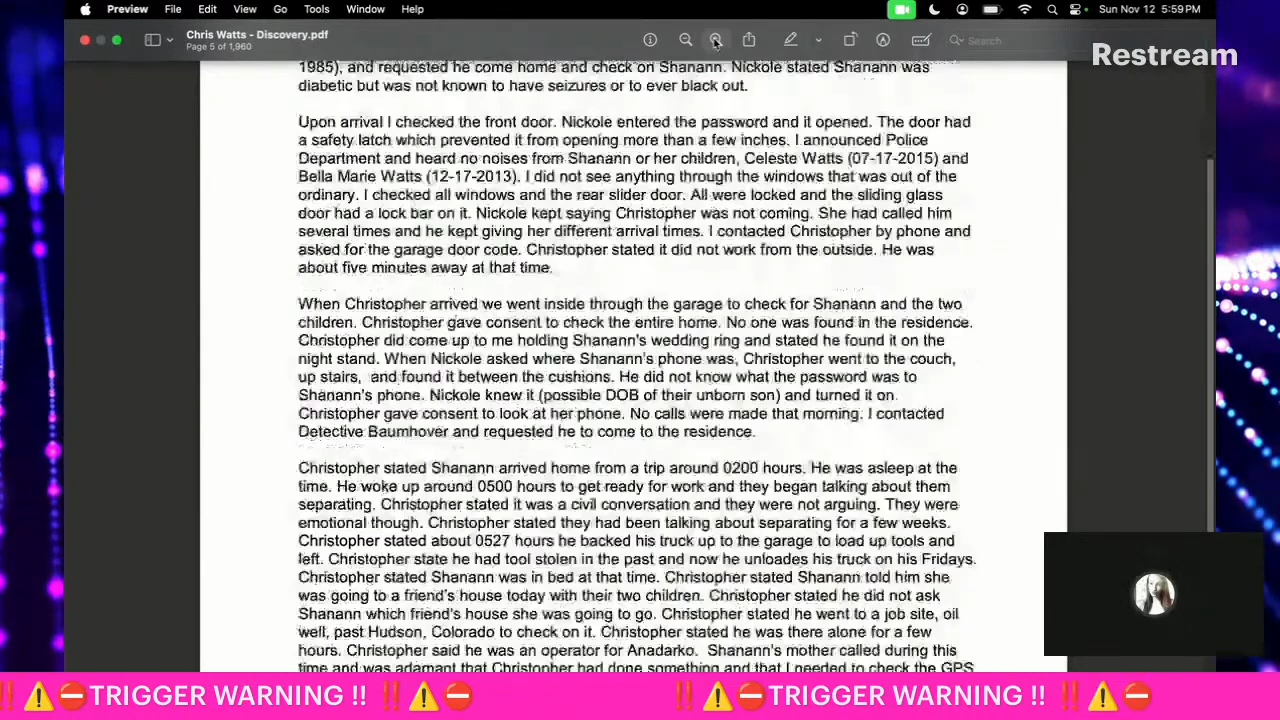 Preview File Edit View Go Tools Window Help
Sun Nov 12 5:59 PM
Chris Watts - Discovery.pdf
Page 5 of 1,960
Search
Restream
1985), and requested he come home and check on Shanann. Nickole stated Shanann was
diabetic but was not known to have seizures or to ever black out.
Upon arrival I checked the front door. Nickole entered the password and it opened. The door had
a safety latch which prevented it from opening more than a few inches. I announced Police
Department and heard no noises from Shanann or her children, Celeste Watts (07-17-2015) and
Bella Marie Watts (12-17-2013). I did not see anything through the windows that was out of the
ordinary. I checked all windows and the rear slider door. All were locked and the sliding glass
door had a lock bar on it. Nickole kept saying Christopher was not coming. She had called him
several times and he kept giving her different arrival times. I contacted Christopher by phone and
asked for the garage door code. Christopher stated it did not work from the outside. He was
about five minutes away at that time.
When Christopher arrived we went inside through the garage to check for Shanann and the two
children. Christopher gave consent to check the entire home. No one was found in the residence.
Christopher did come up to me holding Shanann's wedding ring and stated he found it on the
night stand. When Nickole asked where Shanann's phone was, Christopher went to the couch,
up stairs, and found it between the cushions. He did not know what the password was to
Shanann's phone. Nickole knew it (possible DOB of their unborn son) and turned it on.
Christopher gave consent to look at her phone. No calls were made that morning. I contacted
Detective Baumhover and requested he to come to the residence.
Christopher stated Shanann arrived home from a trip around 0200 hours. He was asleep at the
time. He woke up around 0500 hours to get ready for work and they began talking about them
separating. Christopher stated it was a civil conversation and they were not arguing. They were
emotional though. Christopher stated they had been talking about separating for a few weeks.
Christopher stated about 0527 hours he backed his truck up to the garage to load up tools and
left. Christopher state he had tool stolen in the past and now he unloades his truck on his Fridays.
Christopher stated Shanann was in bed at that time. Christopher stated Shanann told him she
was going to a friend's house today with their two children. Christopher stated he did not ask
Shanann which friend's house she was going to go. Christopher stated he went to a job site, oil
well, past Hudson, Colorado to check on it. Christopher stated he was there alone for a few
hours. Christopher said he was an operator for Anadarko. Shanann's mother called during this
time and was adamant that Christopher had done something and that I needed to check the GPS
‼️⚠️⛔TRIGGER WARNING !! ‼️⚠️⛔ ‼️⚠️⛔TRIGGER WARNING !! ‼️⚠️⛔